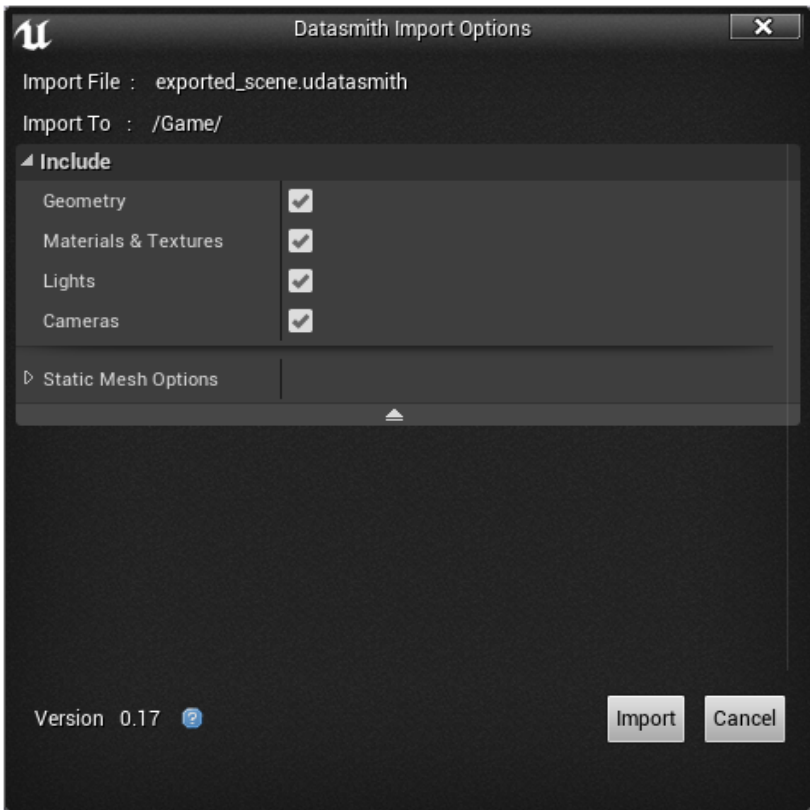 Datasmith Import Options
Import File : exported_scene.udatasmith
Import To : /Game/
Include
Geometry
Materials & Textures
Lights
Cameras
Static Mesh Options
Version 0.17 ?
Import Cancel